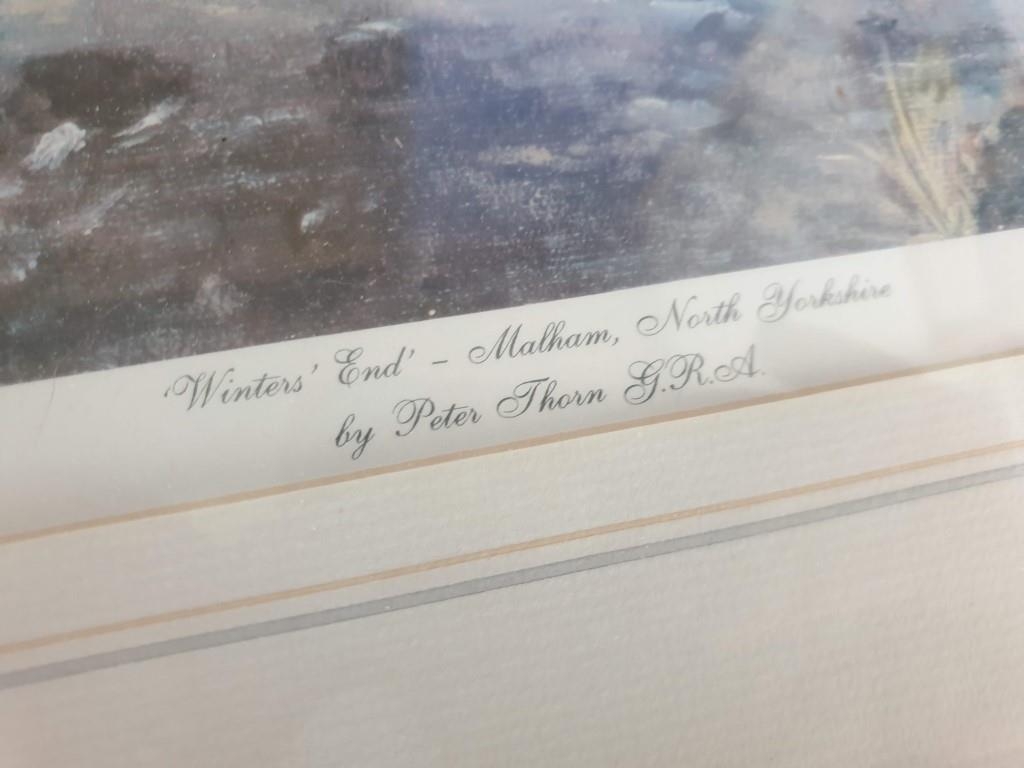 'Winters' End' - Malham, North Yorkshire
by Peter Thorn G.R.A.